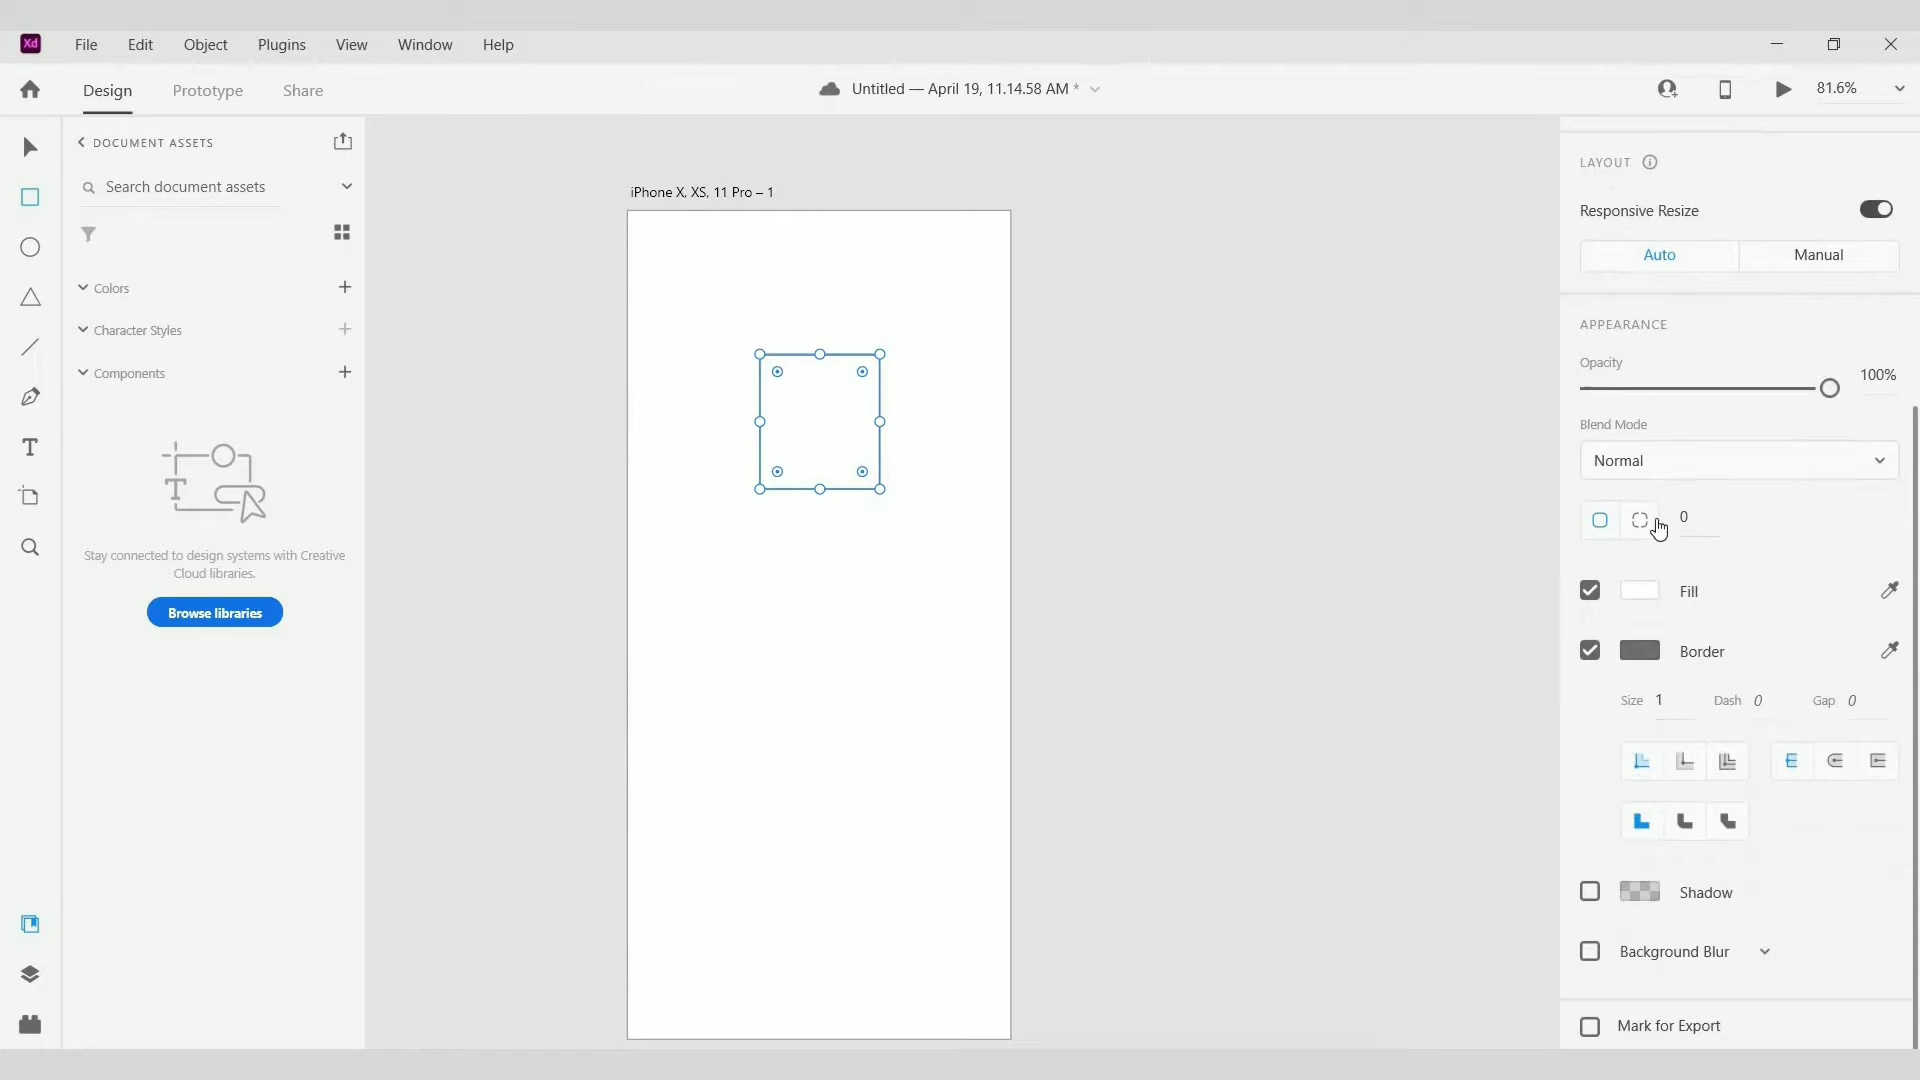 Xd File Edit Object Plugins View Window Help
Design Prototype Share
Untitled — April 19, 11.14.58 AM *
81.6%
DOCUMENT ASSETS
Search document assets
Colors
Character Styles
Components
Stay connected to design systems with Creative
Cloud libraries.
Browse libraries
iPhone X, XS, 11 Pro – 1
LAYOUT
Responsive Resize
Auto Manual
APPEARANCE
Opacity
100%
Blend Mode
Normal
0
Fill
Border
Size 1 Dash 0 Gap 0
Shadow
Background Blur
Mark for Export